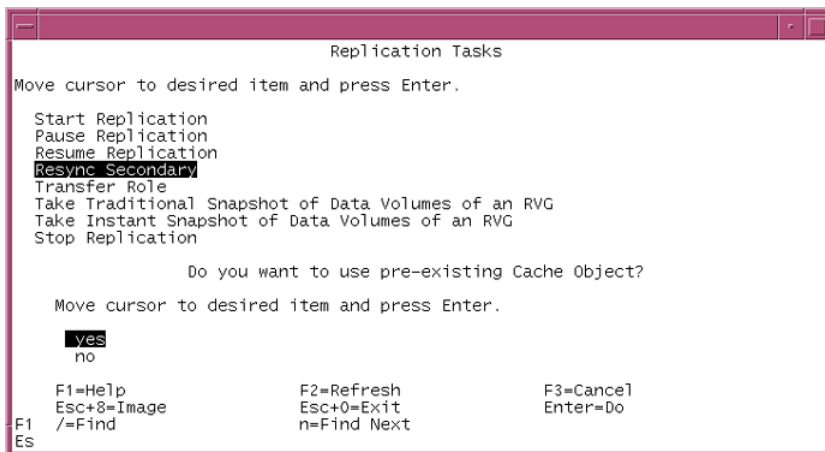 Replication Tasks
Move cursor to desired item and press Enter.
Start Replication
Pause Replication
Resume Replication
Resync Secondary
Transfer Role
Take Traditional Snapshot of Data Volumes of an RVG
Take Instant Snapshot of Data Volumes of an RVG
Stop Replication
Do you want to use pre-existing Cache Object?
Move cursor to desired item and press Enter.
yes
no
F1=Help F2=Refresh F3=Cancel
Esc+8=Image Esc+0=Exit Enter=Do
F1 /=Find n=Find Next
Es